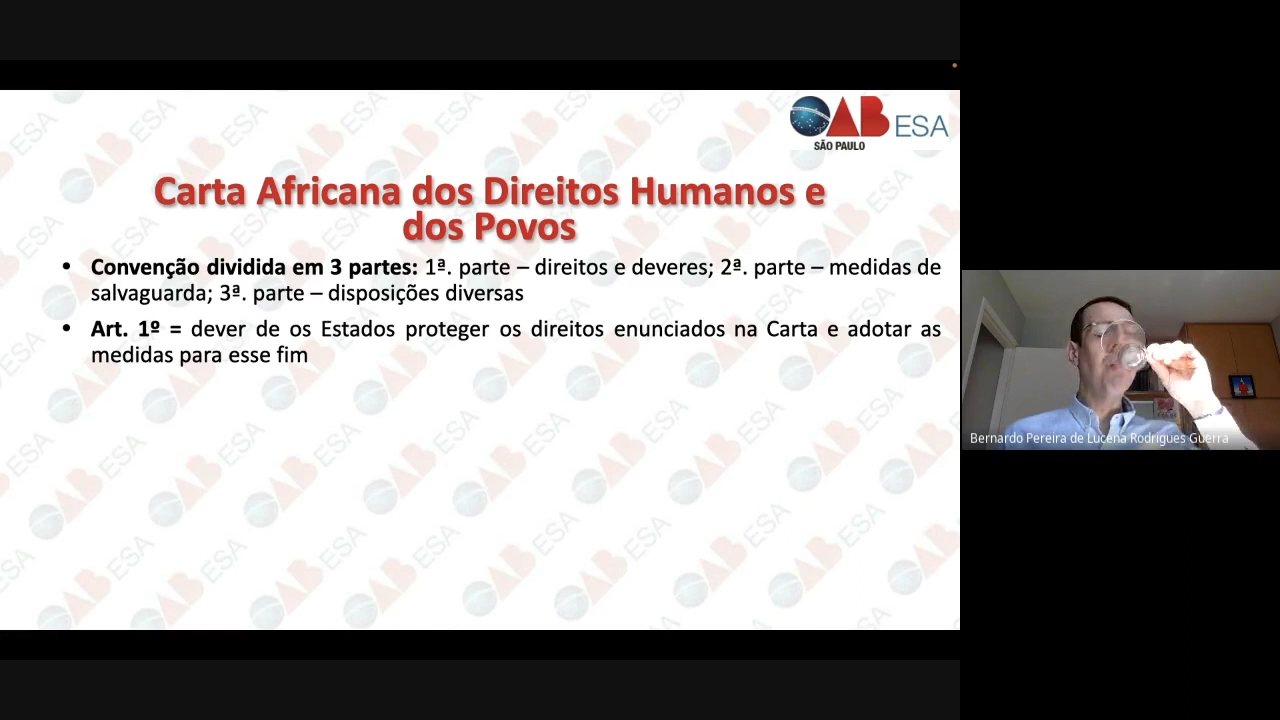 OAB ESA
SÃO PAULO
Carta Africana dos Direitos Humanos e
dos Povos
• Convenção dividida em 3 partes: 1ª. parte – direitos e deveres; 2ª. parte – medidas de
salvaguarda; 3ª. parte – disposições diversas
• Art. 1º = dever de os Estados proteger os direitos enunciados na Carta e adotar as
medidas para esse fim
Bernardo Pereira de Lucena Rodrigues Guerra